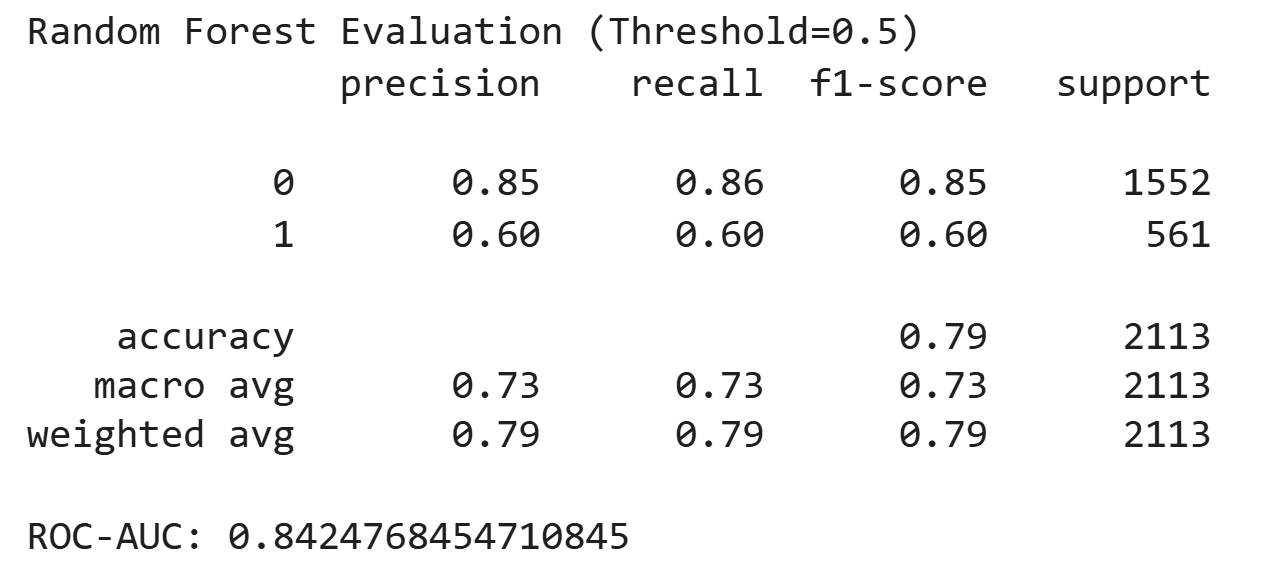 Random Forest Evaluation (Threshold=0.5)
precision recall f1-score support
0 0.85 0.86 0.85 1552
1 0.60 0.60 0.60 561
accuracy 0.79 2113
macro avg 0.73 0.73 0.73 2113
weighted avg 0.79 0.79 0.79 2113
ROC-AUC: 0.8424768454710845